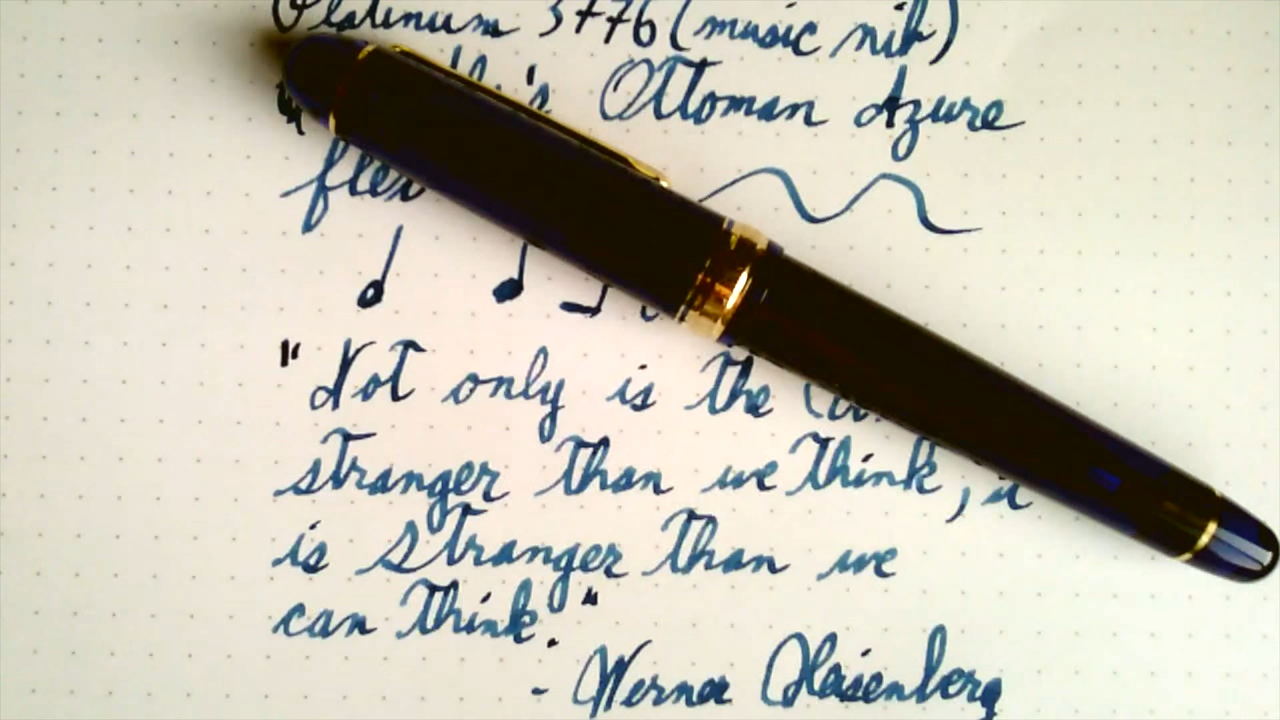 Platinum 3776 (music nib)
Ottoman Azure
flex
"Not only is the
stranger than we think, it
is stranger than we
can think."
- Werner Heisenberg